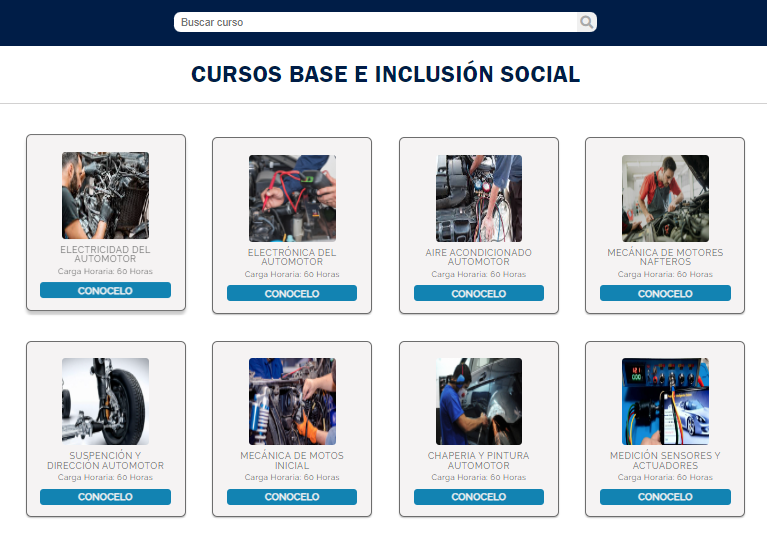 Buscar curso
CURSOS BASE E INCLUSIÓN SOCIAL
ELECTRICIDAD DEL
AUTOMOTOR
Carga Horaria: 60 Horas
CONOCELO
ELECTRÓNICA DEL
AUTOMOTOR
Carga Horaria: 60 Horas
CONOCELO
AIRE ACONDICIONADO
AUTOMOTOR
Carga Horaria: 60 Horas
CONOCELO
MECÁNICA DE MOTORES
NAFTEROS
Carga Horaria: 60 Horas
CONOCELO
SUSPENCIÓN Y
DIRECCIÓN AUTOMOTOR
Carga Horaria: 60 Horas
CONOCELO
MECÁNICA DE MOTOS
INICIAL
Carga Horaria: 60 Horas
CONOCELO
CHAPERIA Y PINTURA
AUTOMOTOR
Carga Horaria: 60 Horas
CONOCELO
MEDICIÓN SENSORES Y
ACTUADORES
Carga Horaria: 60 Horas
CONOCELO